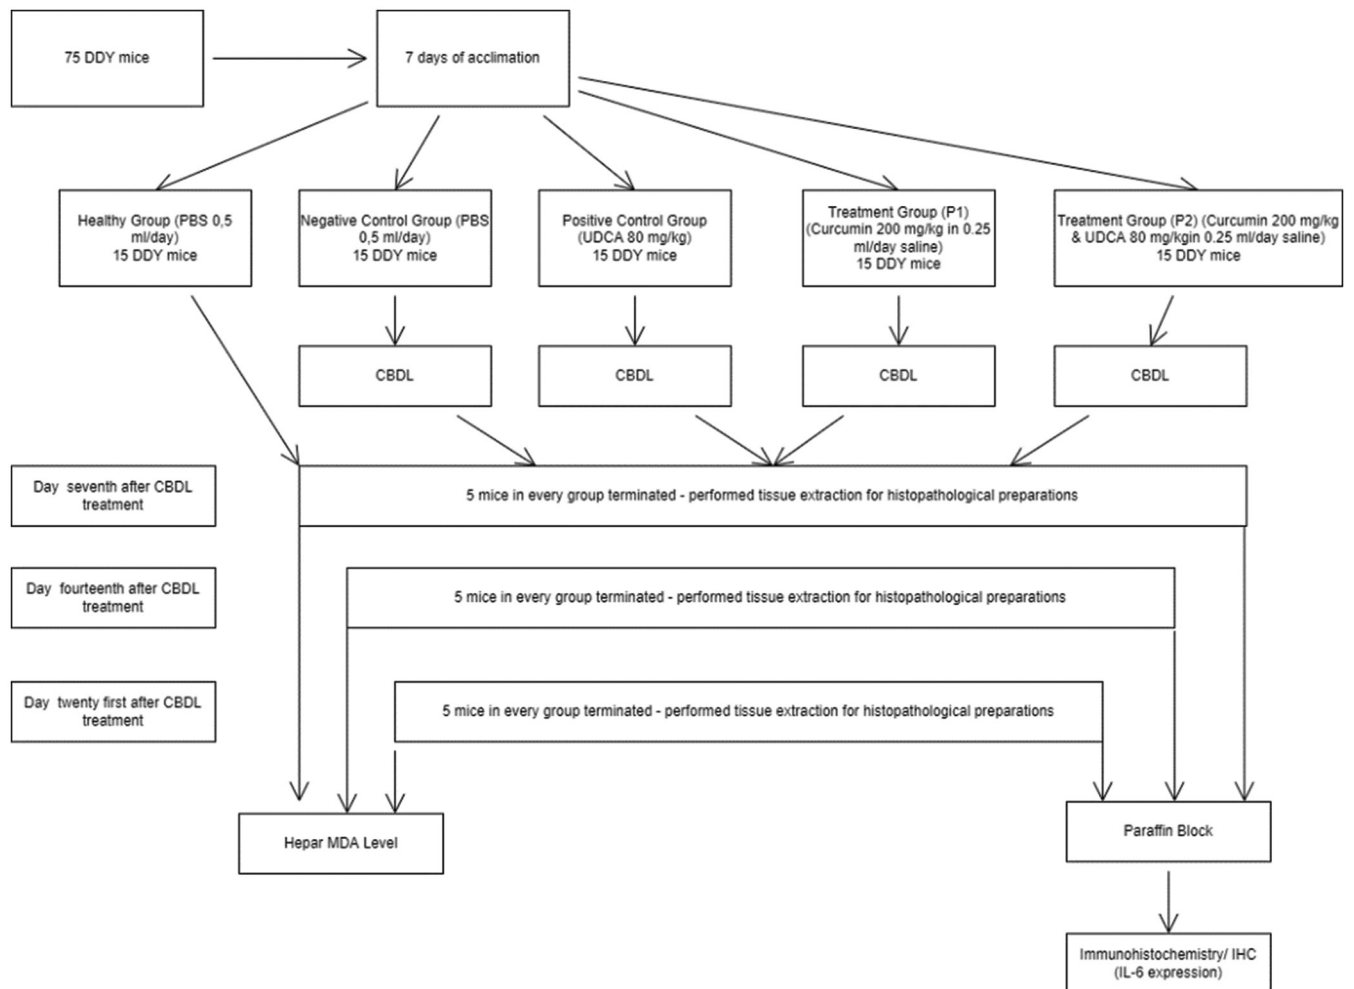 75 DDY mice
7 days of acclimation
Healthy Group (PBS 0,5
ml/day)
15 DDY mice
Negative Control Group (PBS
0,5 ml/day)
15 DDY mice
Positive Control Group
(UDCA 80 mg/kg)
15 DDY mice
Treatment Group (P1)
(Curcumin 200 mg/kg in 0.25
ml/day saline)
15 DDY mice
Treatment Group (P2) (Curcumin 200 mg/kg
& UDCA 80 mg/kgin 0.25 ml/day saline)
15 DDY mice
CBDL
CBDL
CBDL
CBDL
Day seventh after CBDL
treatment
5 mice in every group terminated - performed tissue extraction for histopathological preparations
Day fourteenth after CBDL
treatment
5 mice in every group terminated - performed tissue extraction for histopathological preparations
Day twenty first after CBDL
treatment
5 mice in every group terminated - performed tissue extraction for histopathological preparations
Hepar MDA Level
Paraffin Block
Immunohistochemistry/ IHC
(IL-6 expression)